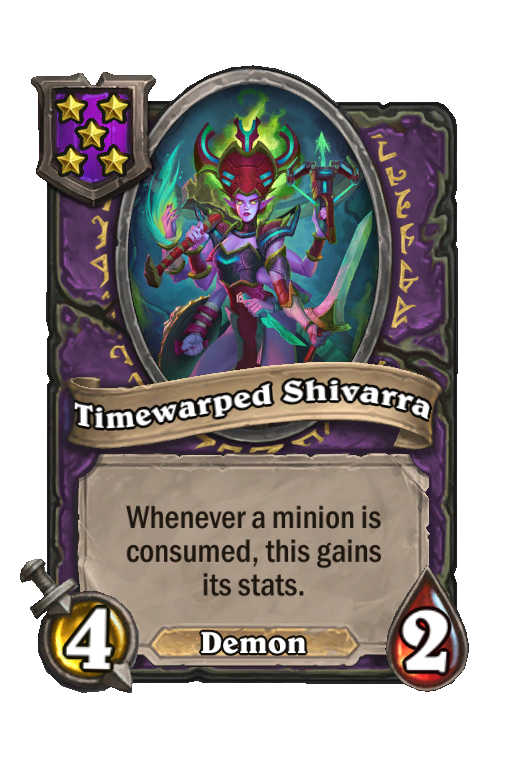 Timewarped Shivarra
Whenever a minion is
consumed, this gains
its stats.
4
Demon
2